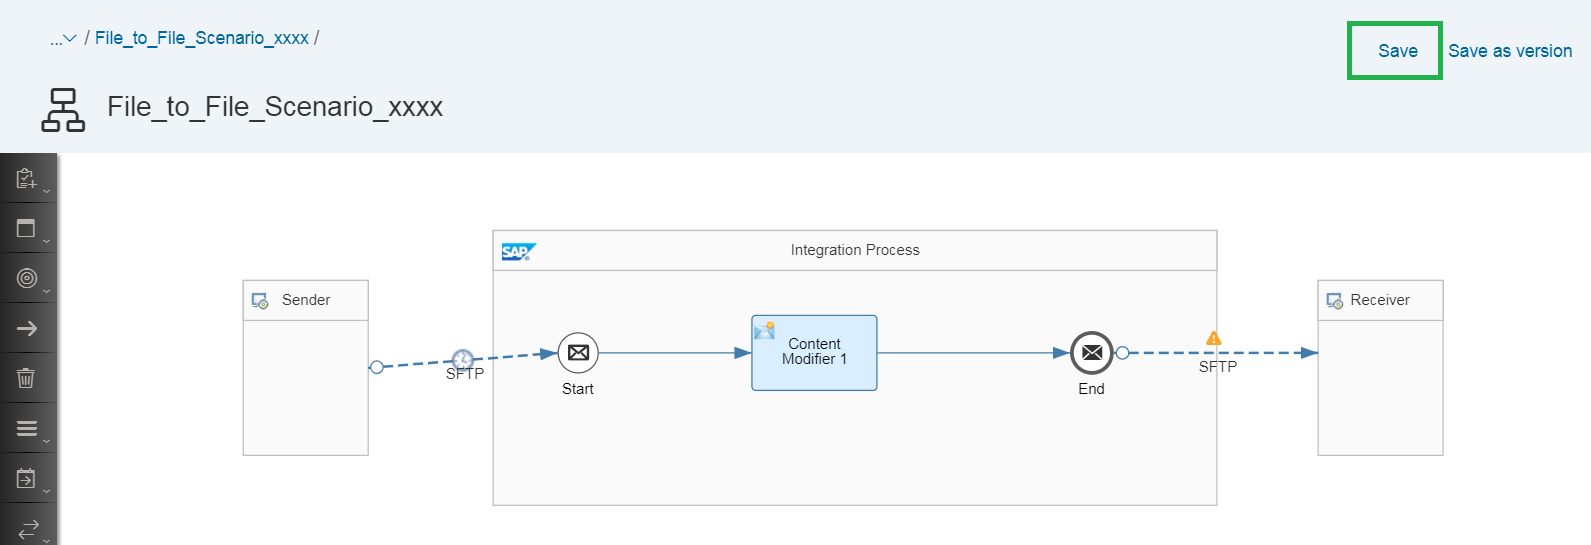 ... / File_to_File_Scenario_xxxx /
Save Save as version
File_to_File_Scenario_xxxx
SAP
Integration Process
Sender
Receiver
Content
Modifier 1
SFTP
SFTP
Start
End